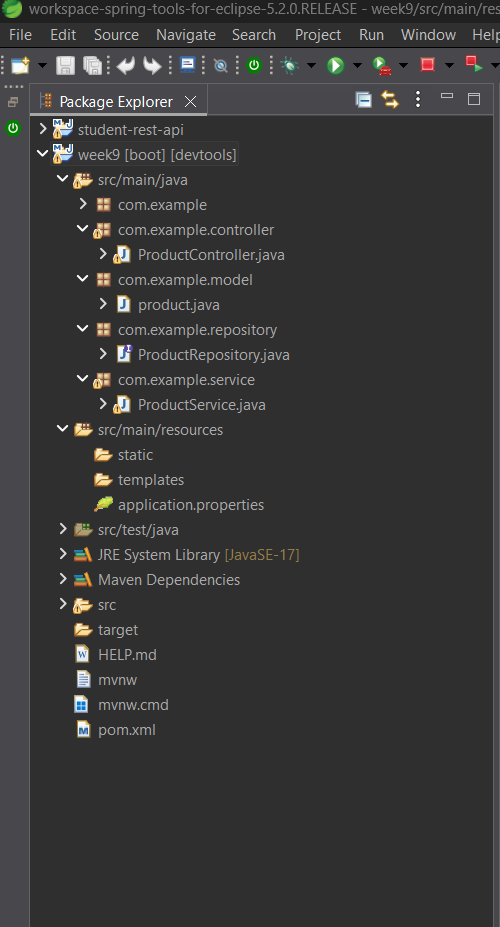 workspace-spring-tools-for-eclipse-5.2.0.RELEASE - week9/src/main/res
File Edit Source Navigate Search Project Run Window Hel
Package Explorer
student-rest-api
week9 [boot] [devtools]
src/main/java
com.example
com.example.controller
ProductController.java
com.example.model
product.java
com.example.repository
ProductRepository.java
com.example.service
ProductService.java
src/main/resources
static
templates
application.properties
src/test/java
JRE System Library [JavaSE-17]
Maven Dependencies
src
target
HELP.md
mvnw
mvnw.cmd
pom.xml